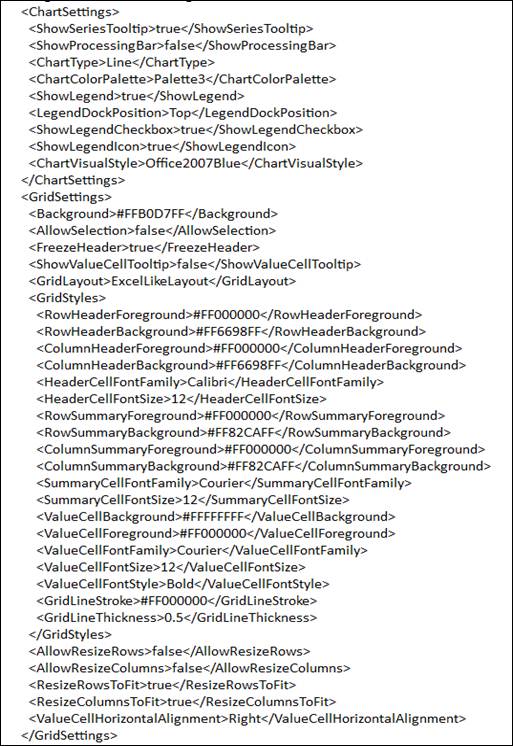 <ChartSettings>
<ShowSeriesTooltip>true</ShowSeriesTooltip>
<ShowProcessingBar>false</ShowProcessingBar>
<ChartType>Line</ChartType>
<ChartColorPalette>Palette3</ChartColorPalette>
<ShowLegend>true</ShowLegend>
<LegendDockPosition>Top</LegendDockPosition>
<ShowLegendCheckbox>true</ShowLegendCheckbox>
<ShowLegendIcon>true</ShowLegendIcon>
<ChartVisualStyle>Office2007Blue</ChartVisualStyle>
</ChartSettings>
<GridSettings>
<Background>#FFB0D7FF</Background>
<AllowSelection>false</AllowSelection>
<FreezeHeader>true</FreezeHeader>
<ShowValueCellTooltip>false</ShowValueCellTooltip>
<GridLayout>ExcelLikeLayout</GridLayout>
<GridStyles>
<RowHeaderForeground>#FF000000</RowHeaderForeground>
<RowHeaderBackground>#FF6698FF</RowHeaderBackground>
<ColumnHeaderForeground>#FF000000</ColumnHeaderForeground>
<ColumnHeaderBackground>#FF6698FF</ColumnHeaderBackground>
<HeaderCellFontFamily>Calibri</HeaderCellFontFamily>
<HeaderCellFontSize>12</HeaderCellFontSize>
<RowSummaryForeground>#FF000000</RowSummaryForeground>
<RowSummaryBackground>#FF82CAFF</RowSummaryBackground>
<ColumnSummaryForeground>#FF000000</ColumnSummaryForeground>
<ColumnSummaryBackground>#FF82CAFF</ColumnSummaryBackground>
<SummaryCellFontFamily>Courier</SummaryCellFontFamily>
<SummaryCellFontSize>12</SummaryCellFontSize>
<ValueCellBackground>#FFFFFFFF</ValueCellBackground>
<ValueCellForeground>#FF000000</ValueCellForeground>
<ValueCellFontFamily>Courier</ValueCellFontFamily>
<ValueCellFontSize>12</ValueCellFontSize>
<ValueCellFontStyle>Bold</ValueCellFontStyle>
<GridLineStroke>#FF000000</GridLineStroke>
<GridLineThickness>0.5</GridLineThickness>
</GridStyles>
<AllowResizeRows>false</AllowResizeRows>
<AllowResizeColumns>false</AllowResizeColumns>
<ResizeRowsToFit>true</ResizeRowsToFit>
<ResizeColumnsToFit>true</ResizeColumnsToFit>
<ValueCellHorizontalAlignment>Right</ValueCellHorizontalAlignment>
</GridSettings>